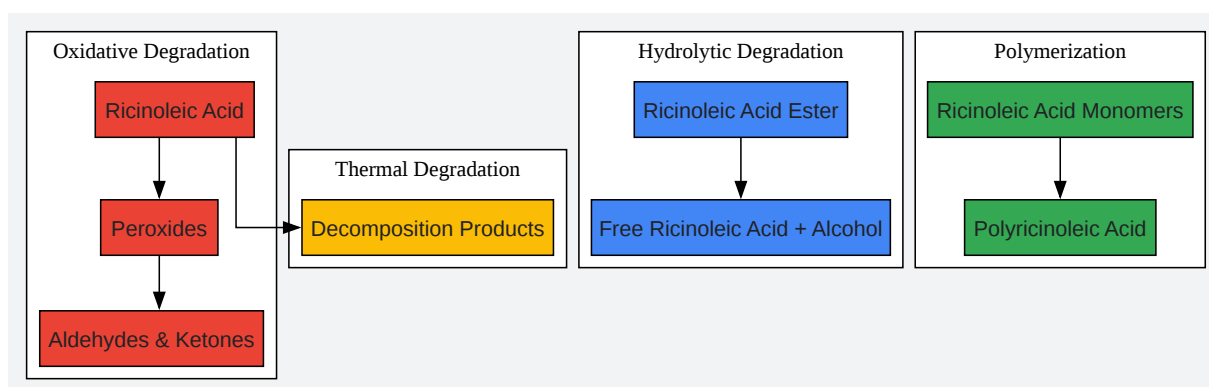 Oxidative Degradation
Ricinoleic Acid
Peroxides
Aldehydes & Ketones
Thermal Degradation
Decomposition Products
Hydrolytic Degradation
Ricinoleic Acid Ester
Free Ricinoleic Acid + Alcohol
Polymerization
Ricinoleic Acid Monomers
Polyricinoleic Acid